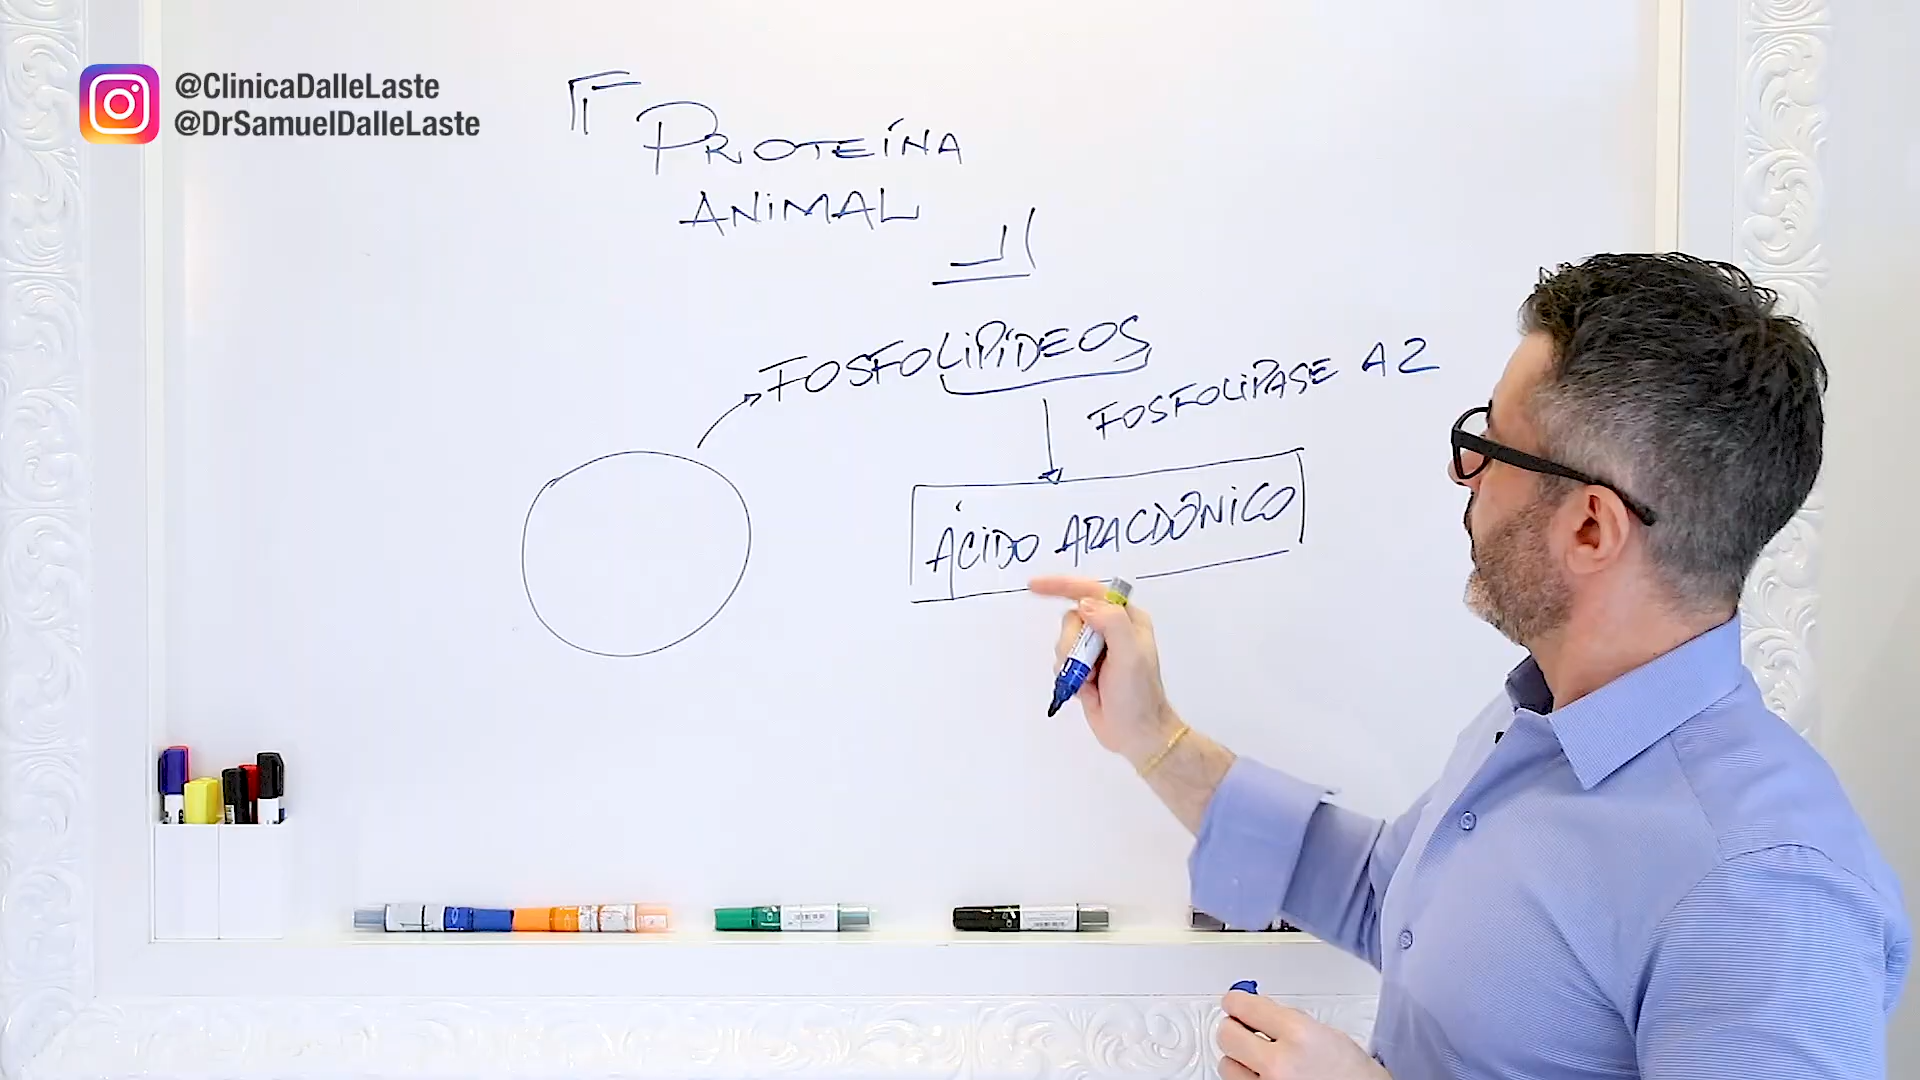 @ClinicaDalleLaste
@DrSamuelDalleLaste
PROTEÍNA
ANIMAL
FOSFOLIPÍDEOS
FOSFOLIPASE A2
ÁCIDO ARACDÔNICO